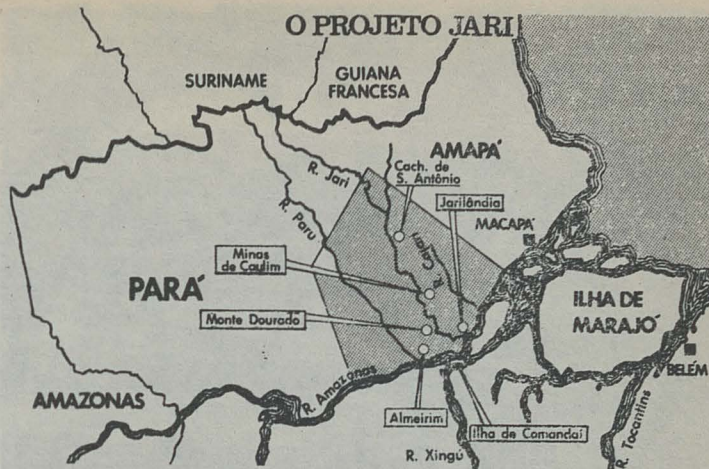 O PROJETO JARI
SURINAME
GUIANA
FRANCESA
AMAPÁ
Cach. de
S. Antônio
R. Jari
Jarilândia
MACAPÁ
R. Paru
R. Cajari
Minas
de Caulim
PARÁ
ILHA DE
MARAJÓ
Monte Dourado
BELÉM
R. Amazonas
AMAZONAS
Almeirim
Ilha de Comandaí
R. Xingú
R. Tocantins